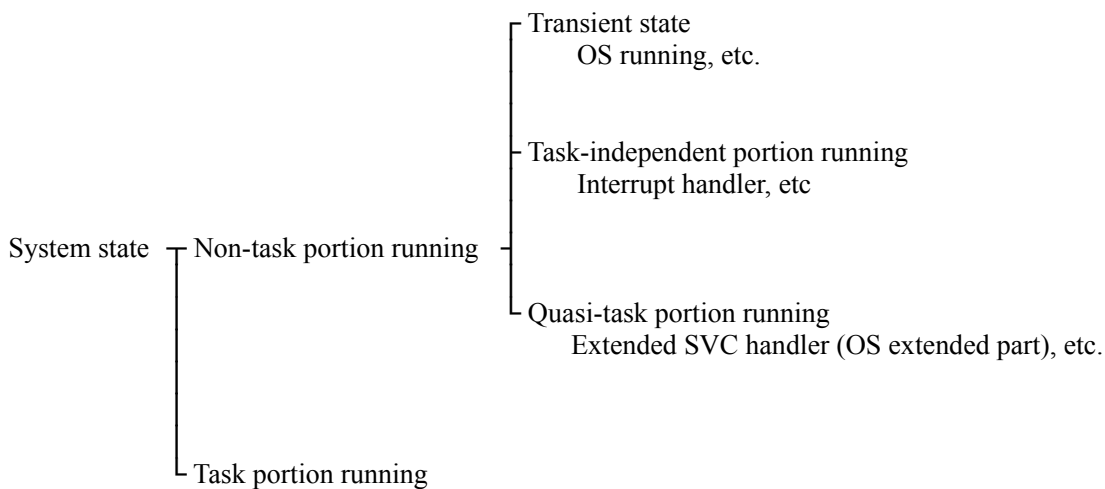 Transient state
OS running, etc.
Task-independent portion running
Interrupt handler, etc
System state
Non-task portion running
Quasi-task portion running
Extended SVC handler (OS extended part), etc.
Task portion running